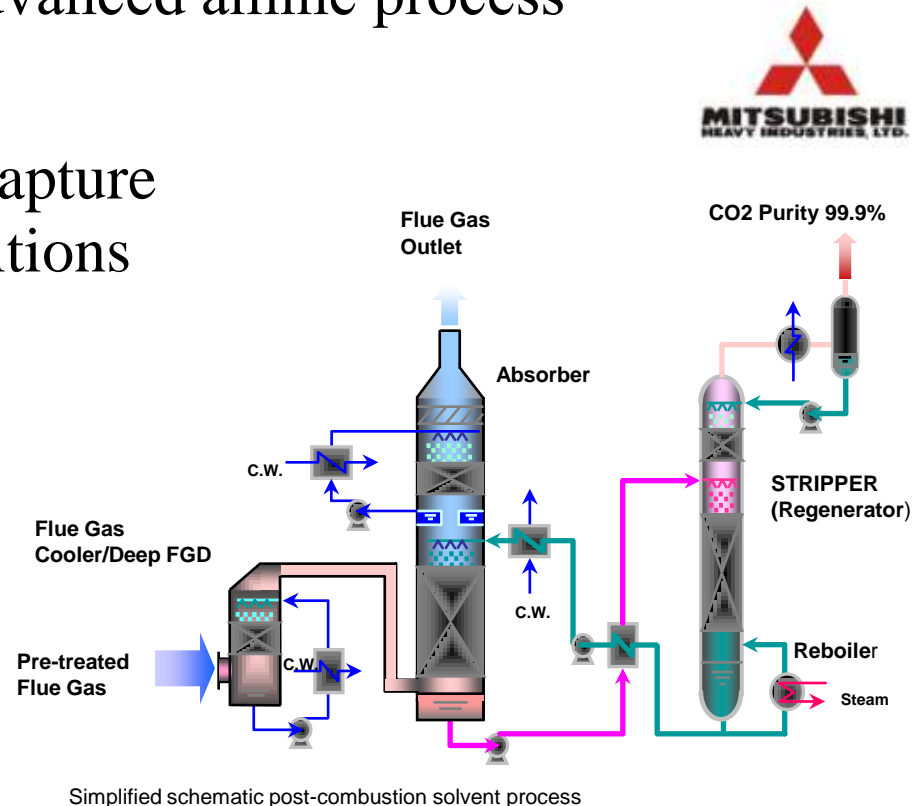 vanced amine process
MITSUBISHI
HEAVY INDUSTRIES, LTD.
apture
itions
Flue Gas
Outlet
CO2 Purity 99.9%
Absorber
C.W.
STRIPPER
(Regenerator)
Flue Gas
Cooler/Deep FGD
C.W.
Pre-treated
Flue Gas
C.W.
Reboiler
Steam
Simplified schematic post-combustion solvent process